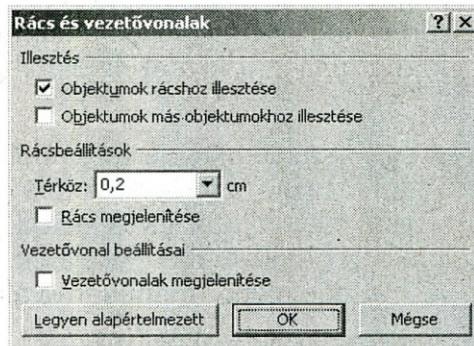 Rács és vezetővonalak
Illesztés
Objektumok rácshoz illesztése
Objektumok más objektumokhoz illesztése
Rácsbeállítások
Térköz: 0,2 cm
Rács megjelenítése
Vezetővonal beállításai
Vezetővonalak megjelenítése
Legyen alapértelmezett OK Mégse